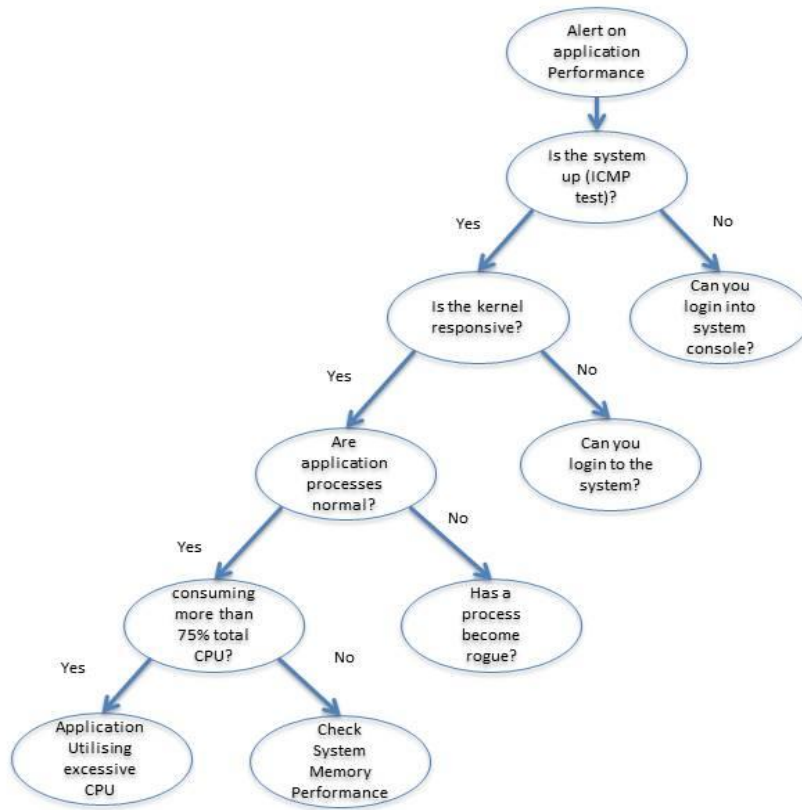 Alert on
application
Performance
Is the system
up (ICMP
test)?
Yes
No
Is the kernel
responsive?
Can you
login into
system
console?
Yes
No
Are
application
processes
normal?
Can you
login to the
system?
Yes
No
consuming
more than
75% total
CPU?
Has a
process
become
rogue?
Yes
No
Application
Utilising
excessive
CPU
Check
System
Memory
Performance